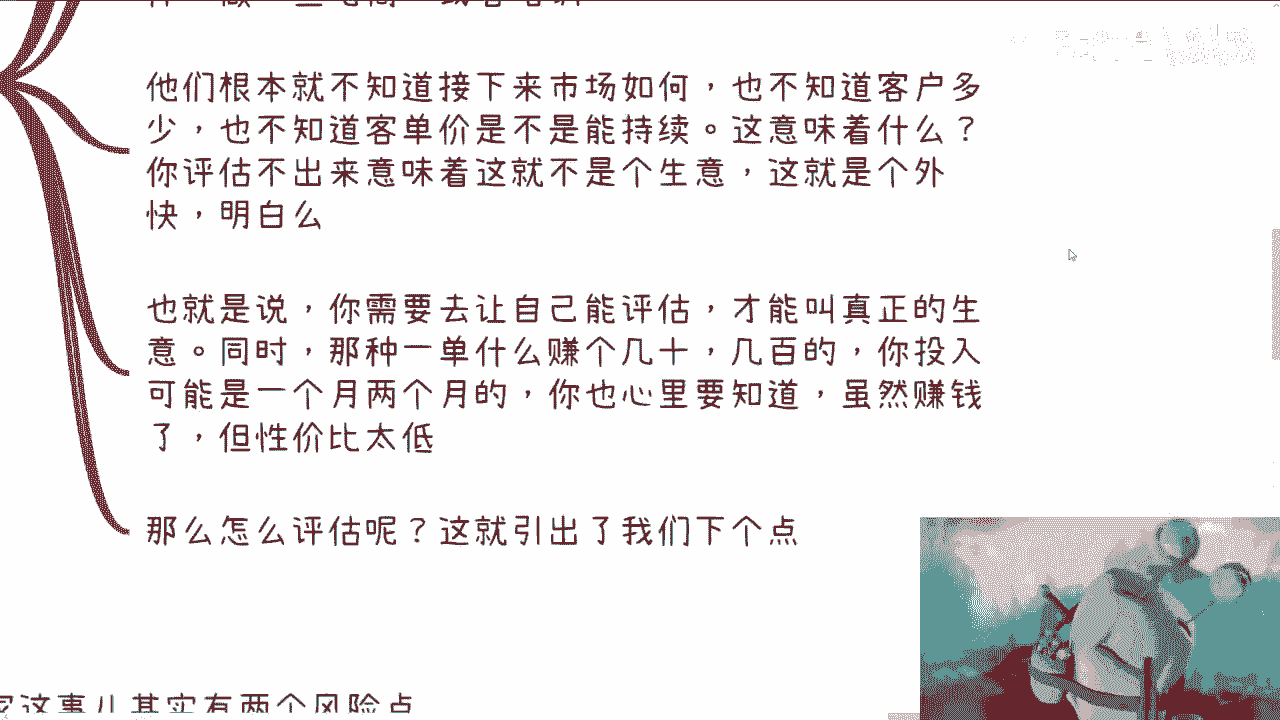 他们根本就不知道接下来市场如何，也不知道客户多
少，也不知道客单价是不是能持续。这意味着什么？
你评估不出来意味着这就不是个生意，这就是个外
快，明白么
也就是说，你需要去让自己能评估，才能叫真正的生
意。同时，那种一单什么赚个几十，几百的，你投入
可能是一个月两个月的，你也心里要知道，虽然赚钱
了，但性价比太低
那么怎么评估呢？这就引出了我们下个点
这事儿其实有两个风险点